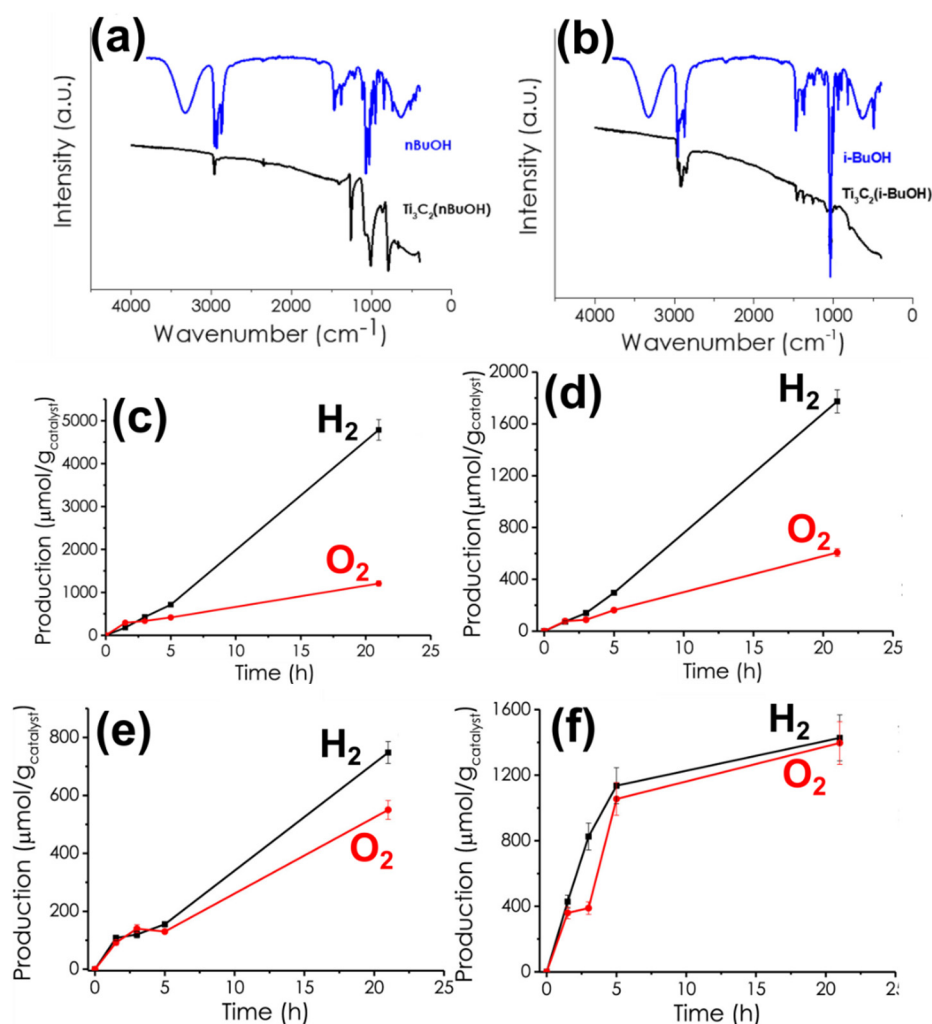 (a)
Intensity (a.u.)
nBuOH
Ti₃C₂(nBuOH)
4000 3000 2000 1000 0
Wavenumber (cm⁻¹)
(b)
Intensity (a.u.)
i-BuOH
Ti₃C₂(i-BuOH)
4000 3000 2000 1000 0
Wavenumber (cm⁻¹)
(c)
H₂
O₂
Production (μmol/gcatalyst)
5000
4000
3000
2000
1000
0
0 5 10 15 20 25
Time (h)
(d)
H₂
O₂
Production(μmol/gcatalyst)
2000
1600
1200
800
400
0
0 5 10 15 20 25
Time (h)
(e)
H₂
O₂
Production (μmol/gcatalyst)
800
600
400
200
0
0 5 10 15 20 25
Time (h)
(f)
H₂
O₂
Production (μmol/gcatalyst)
1600
1200
800
400
0
0 5 10 15 20 25
Time (h)